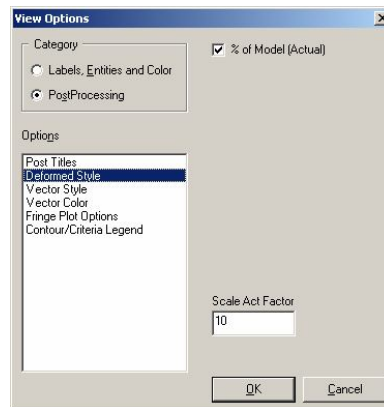 View Options
Category
Labels, Entities and Color
PostProcessing
% of Model (Actual)
Options
Post Titles
Deformed Style
Vector Style
Vector Color
Fringe Plot Options
Contour/Criteria Legend
Scale Act Factor
10
OK
Cancel